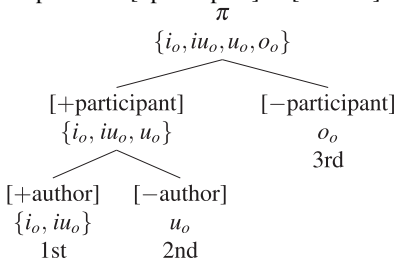 π
{i_o, iu_o, u_o, o_o}
[+participant] [−participant]
{i_o, iu_o, u_o} o_o
3rd
[+author] [−author]
{i_o, iu_o} u_o
1st 2nd